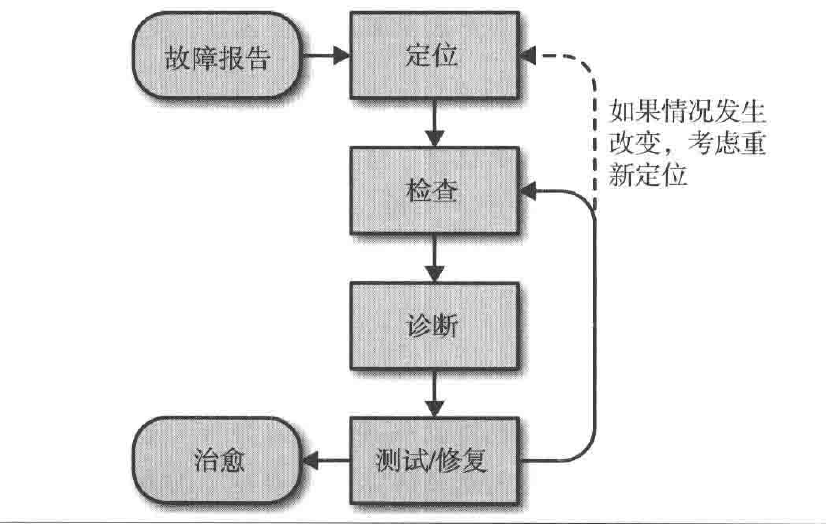 故障报告
定位
如果情况发生
改变，考虑重
新定位
检查
诊断
测试/修复
治愈